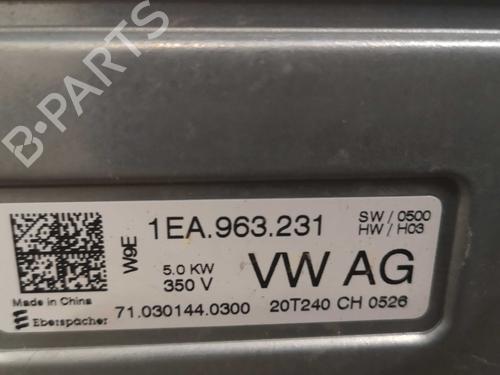 B-PARTS
W9E
1EA.963.231
SW / 0500
HW / H03
5.0 KW
350 V
VW AG
Made in China
Eberspächer
71.030144.0300
20T240 CH 0526